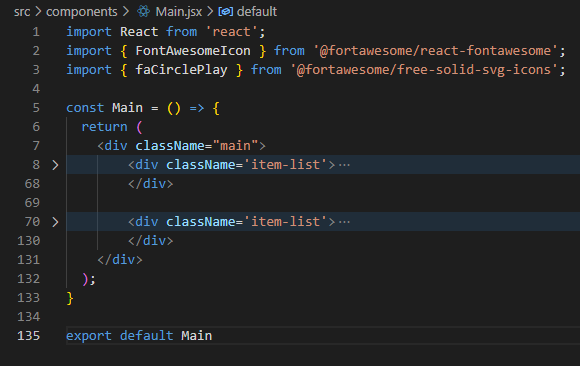 src > components > Main.jsx > default
1 import React from 'react';
2 import { FontAwesomeIcon } from '@fortawesome/react-fontawesome';
3 import { faCirclePlay } from '@fortawesome/free-solid-svg-icons';
4
5 const Main = () => {
6 return (
7 <div className="main">
8 > <div className='item-list'>···
68 </div>
69
70 > <div className='item-list'>···
130 </div>
131 </div>
132 );
133 }
134
135 export default Main